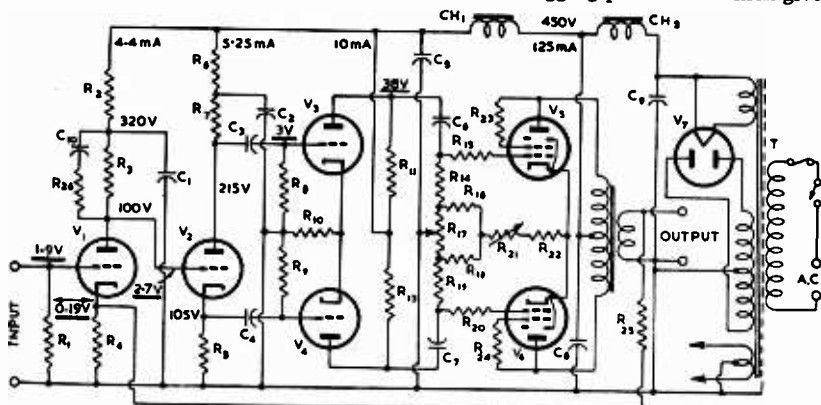 CH₁
450V
CH₂
4·4mA
5·25mA
10mA
125mA
R₂
R₆
R₇
C₅
38V
C₂
V₃
C₉
320V
C₃
3V
C₆
R₂₃
V₅
V₇
T
C₁₀
R₂₆
R₃
C₁
R₈
R₁₁
R₁₅
R₁₄
R₁₆
100V
215V
R₁₀
R₁₇
R₂₁
R₂₂
OUTPUT
A.C
V₁
V₂
1·9V
R₉
R₁₈
R₁₉
0·19V
2·7V
105V
C₄
V₄
R₁₃
R₂₀
R₂₅
INPUT
R₁
R₄
R₅
C₇
R₂₄
V₆
C₈